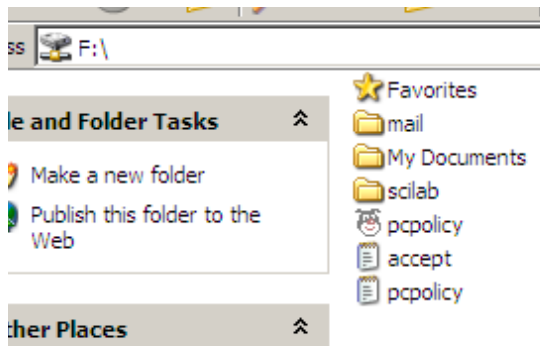 ss F:\
le and Folder Tasks
Make a new folder
Publish this folder to the
Web
ther Places
Favorites
mail
My Documents
scilab
pcpolicy
accept
pcpolicy